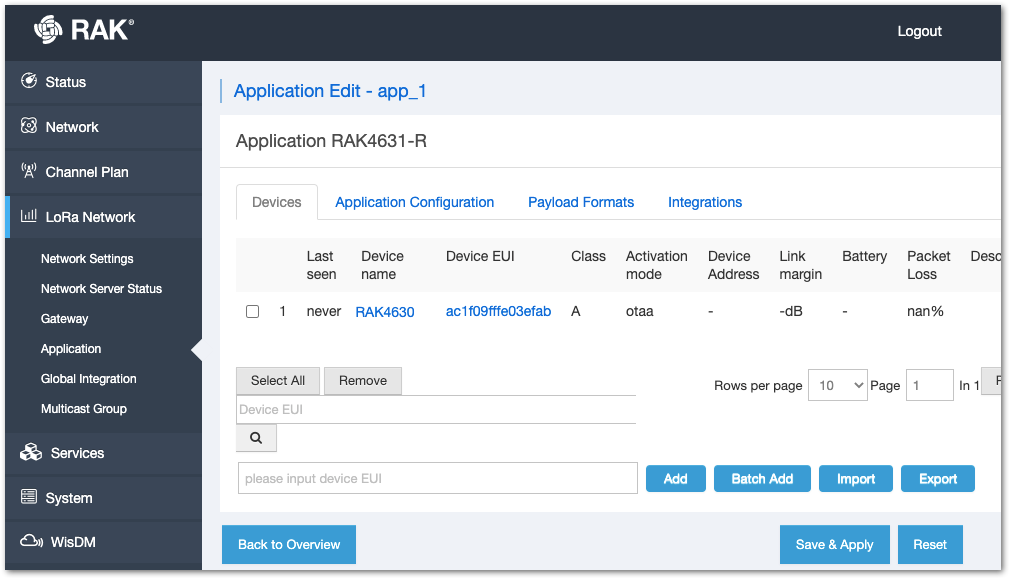 RAK®
Logout
Status
Network
Channel Plan
LoRa Network
Network Settings
Network Server Status
Gateway
Application
Global Integration
Multicast Group
Services
System
WisDM
Application Edit - app_1
Application RAK4631-R
Devices Application Configuration Payload Formats Integrations
Last seen Device name Device EUI Class Activation mode Device Address Link margin Battery Packet Loss Desc
1 never RAK4630 ac1f09fffe03efab A otaa - -dB - nan%
Select All Remove
Rows per page 10 Page 1 In 1
Device EUI
please input device EUI Add Batch Add Import Export
Back to Overview Save & Apply Reset